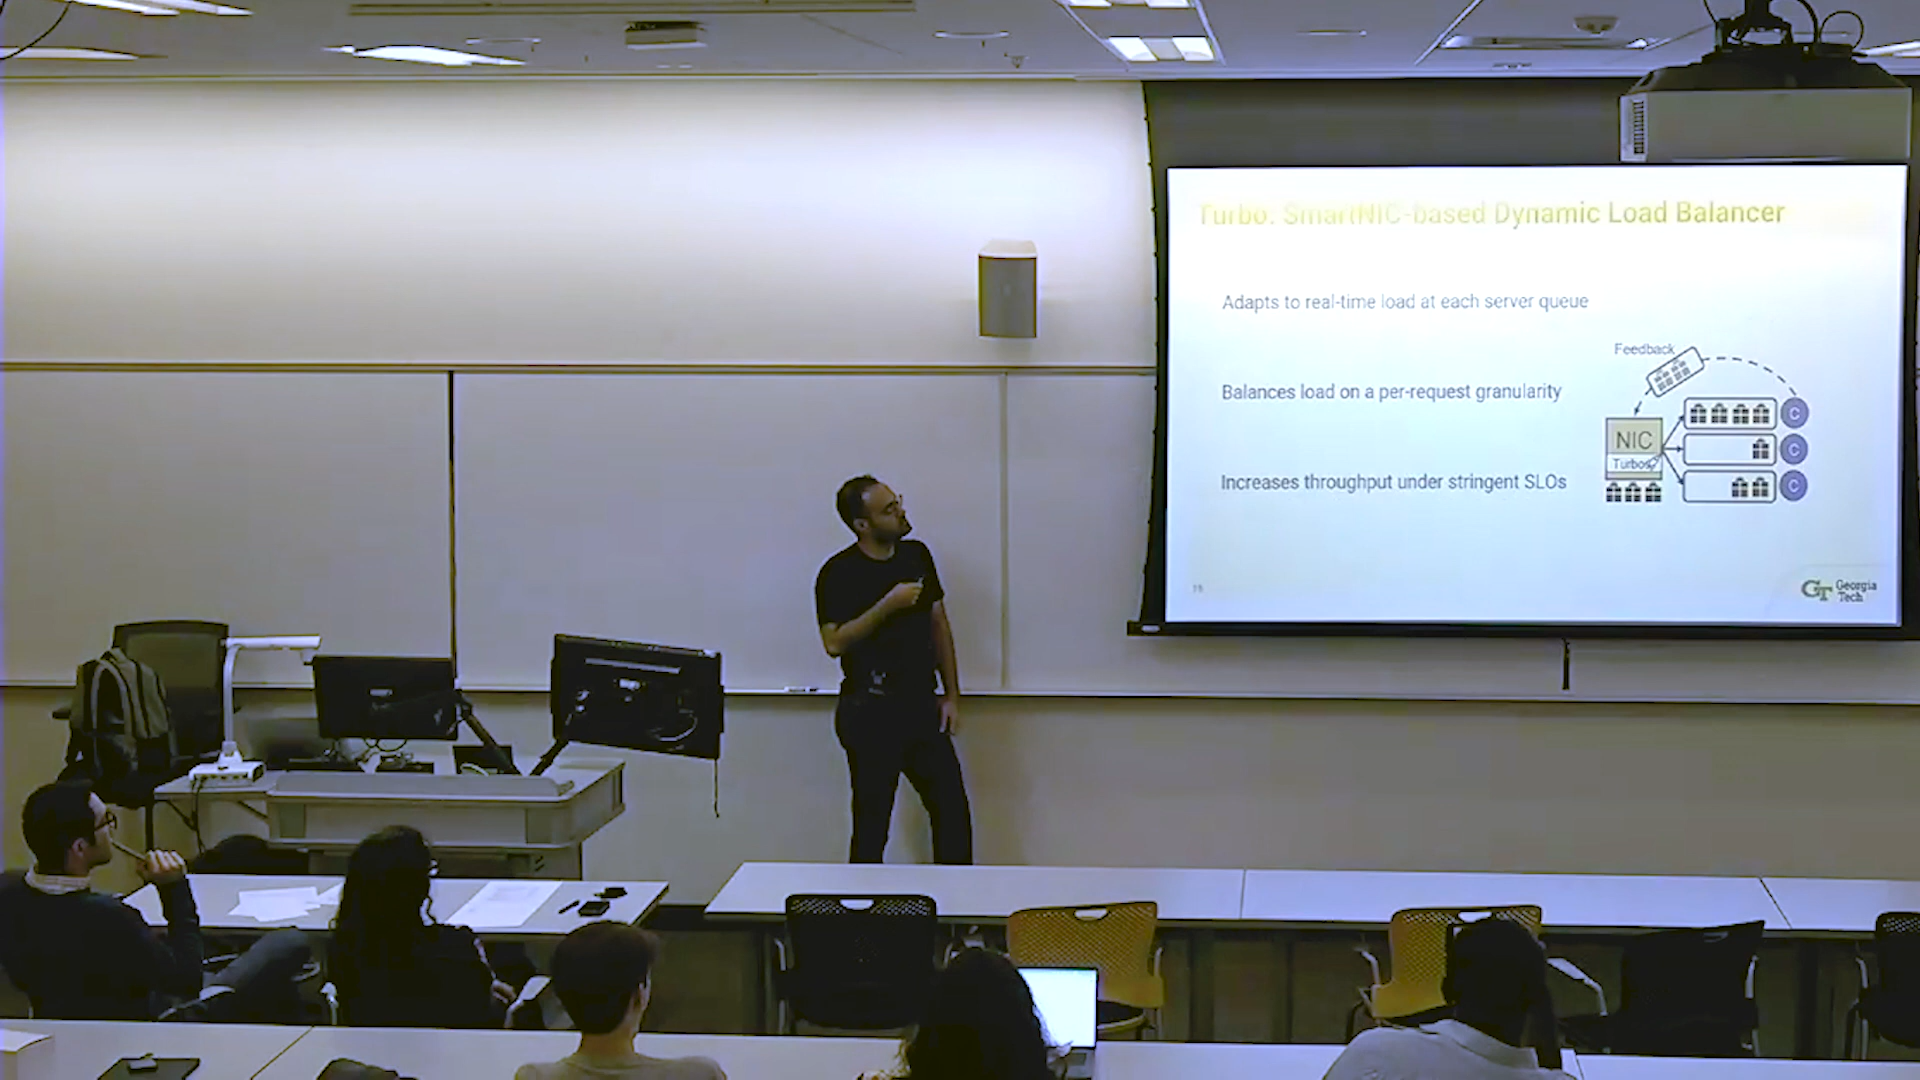 Turbo: SmartNIC-based Dynamic Load Balancer
Adapts to real-time load at each server queue
Feedback
Balances load on a per-request granularity
NIC
Turbo
Increases throughput under stringent SLOs
C
C
C
Georgia
Tech
GT